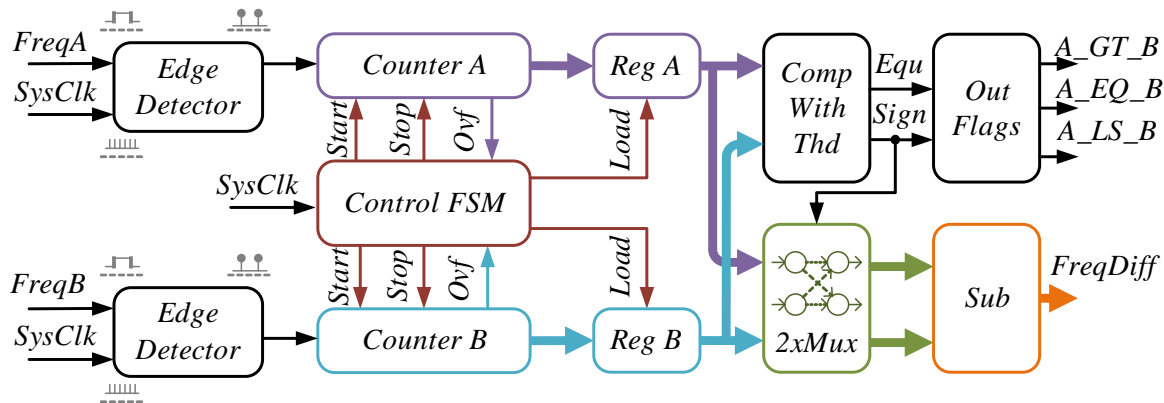 FreqA
SysClk
Edge
Detector
Counter A
Reg A
Comp
With
Thd
Equ
Sign
Out
Flags
A_GT_B
A_EQ_B
A_LS_B
Start
Stop
Ovf
Load
SysClk
Control FSM
Start
Stop
Ovf
Load
FreqB
SysClk
Edge
Detector
Counter B
Reg B
2xMux
Sub
FreqDiff